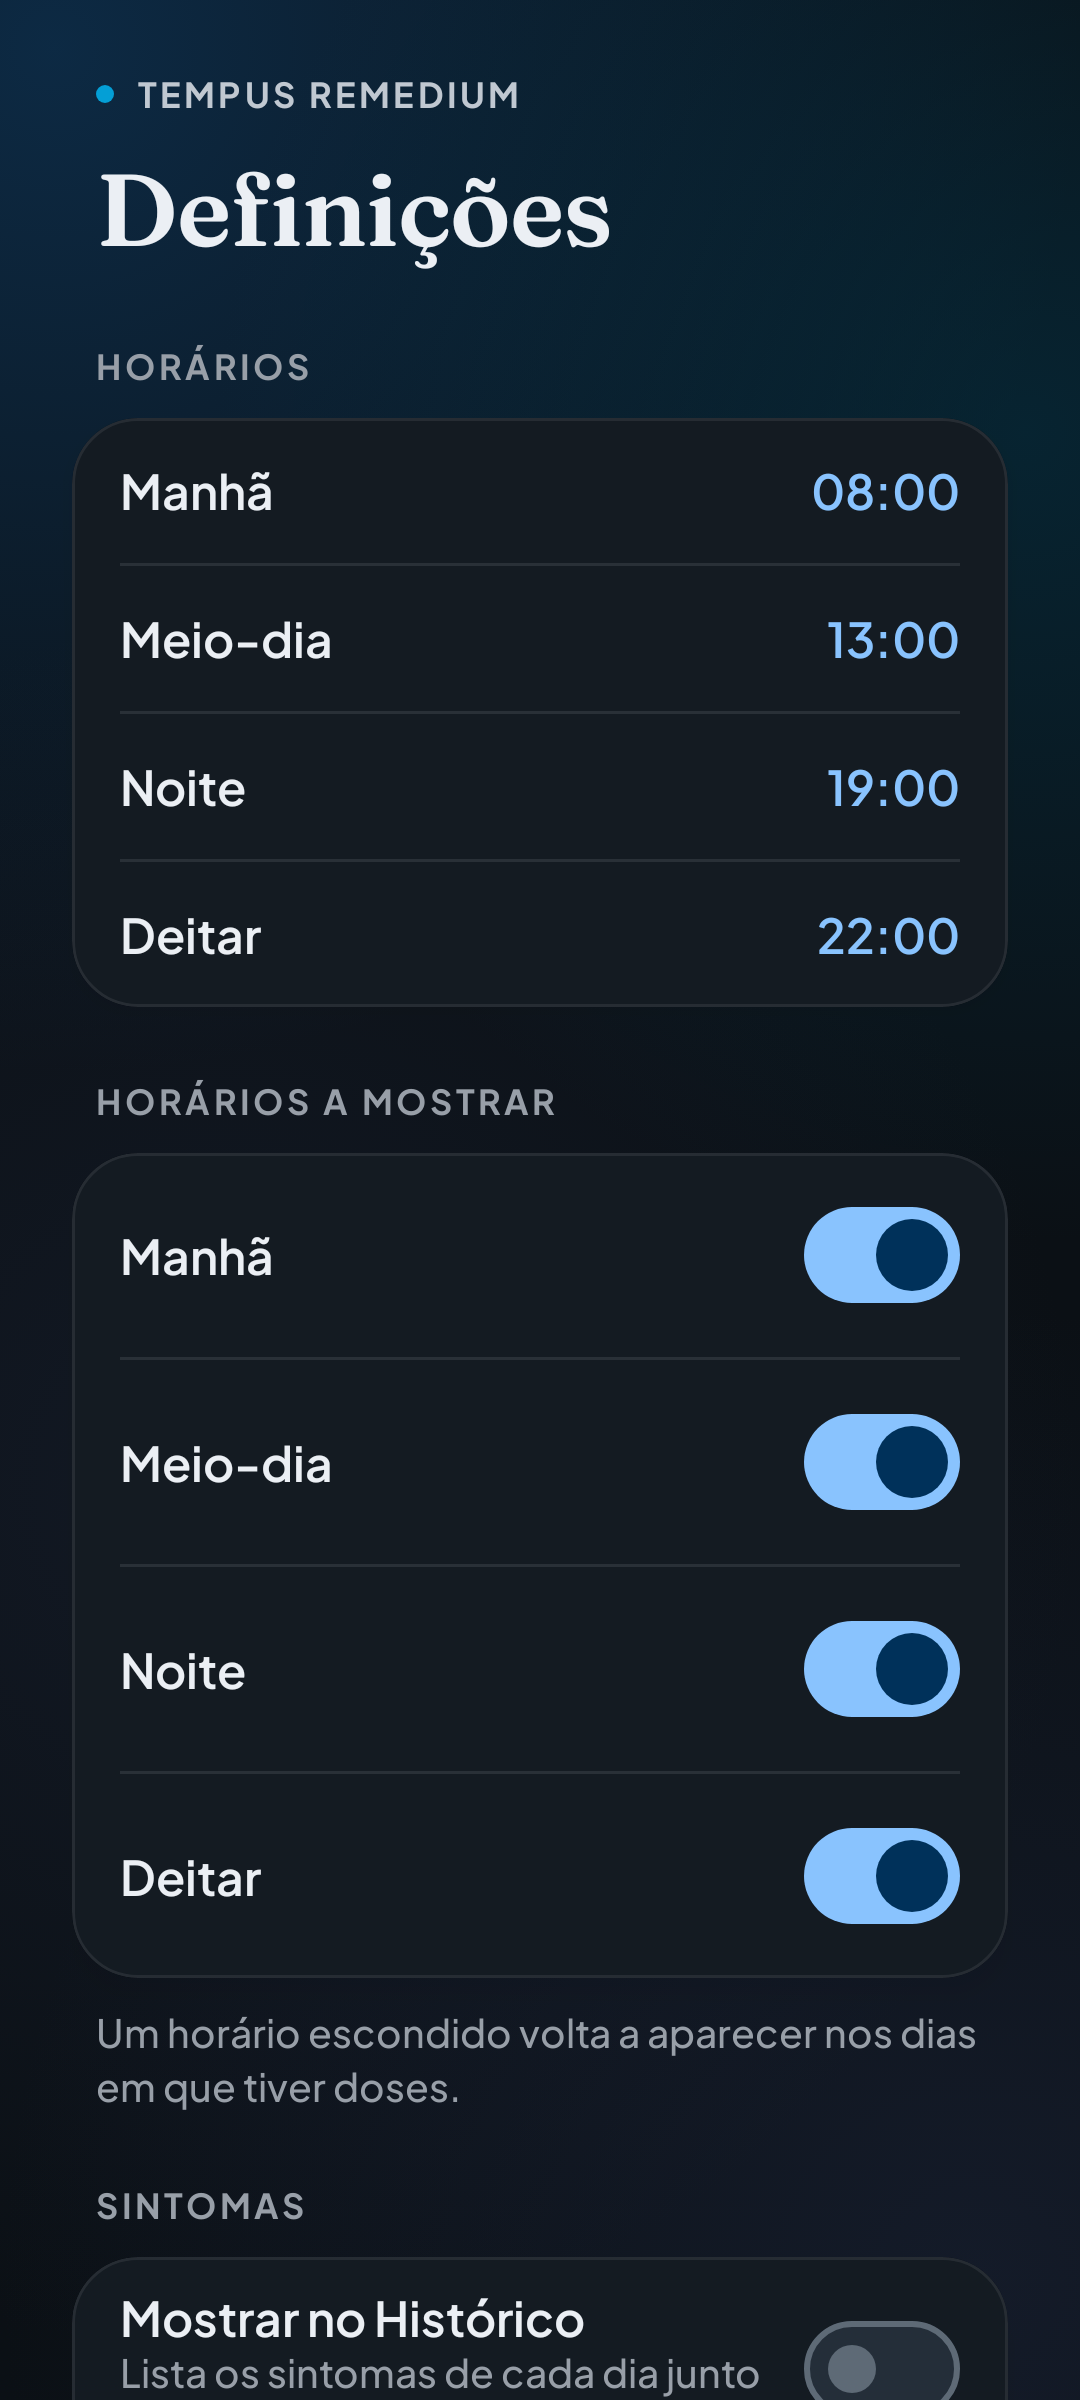 TEMPUS REMEDIUM
Definições
HORÁRIOS
Manhã 08:00
Meio-dia 13:00
Noite 19:00
Deitar 22:00
HORÁRIOS A MOSTRAR
Manhã
Meio-dia
Noite
Deitar
Um horário escondido volta a aparecer nos dias
em que tiver doses.
SINTOMAS
Mostrar no Histórico
Lista os sintomas de cada dia junto